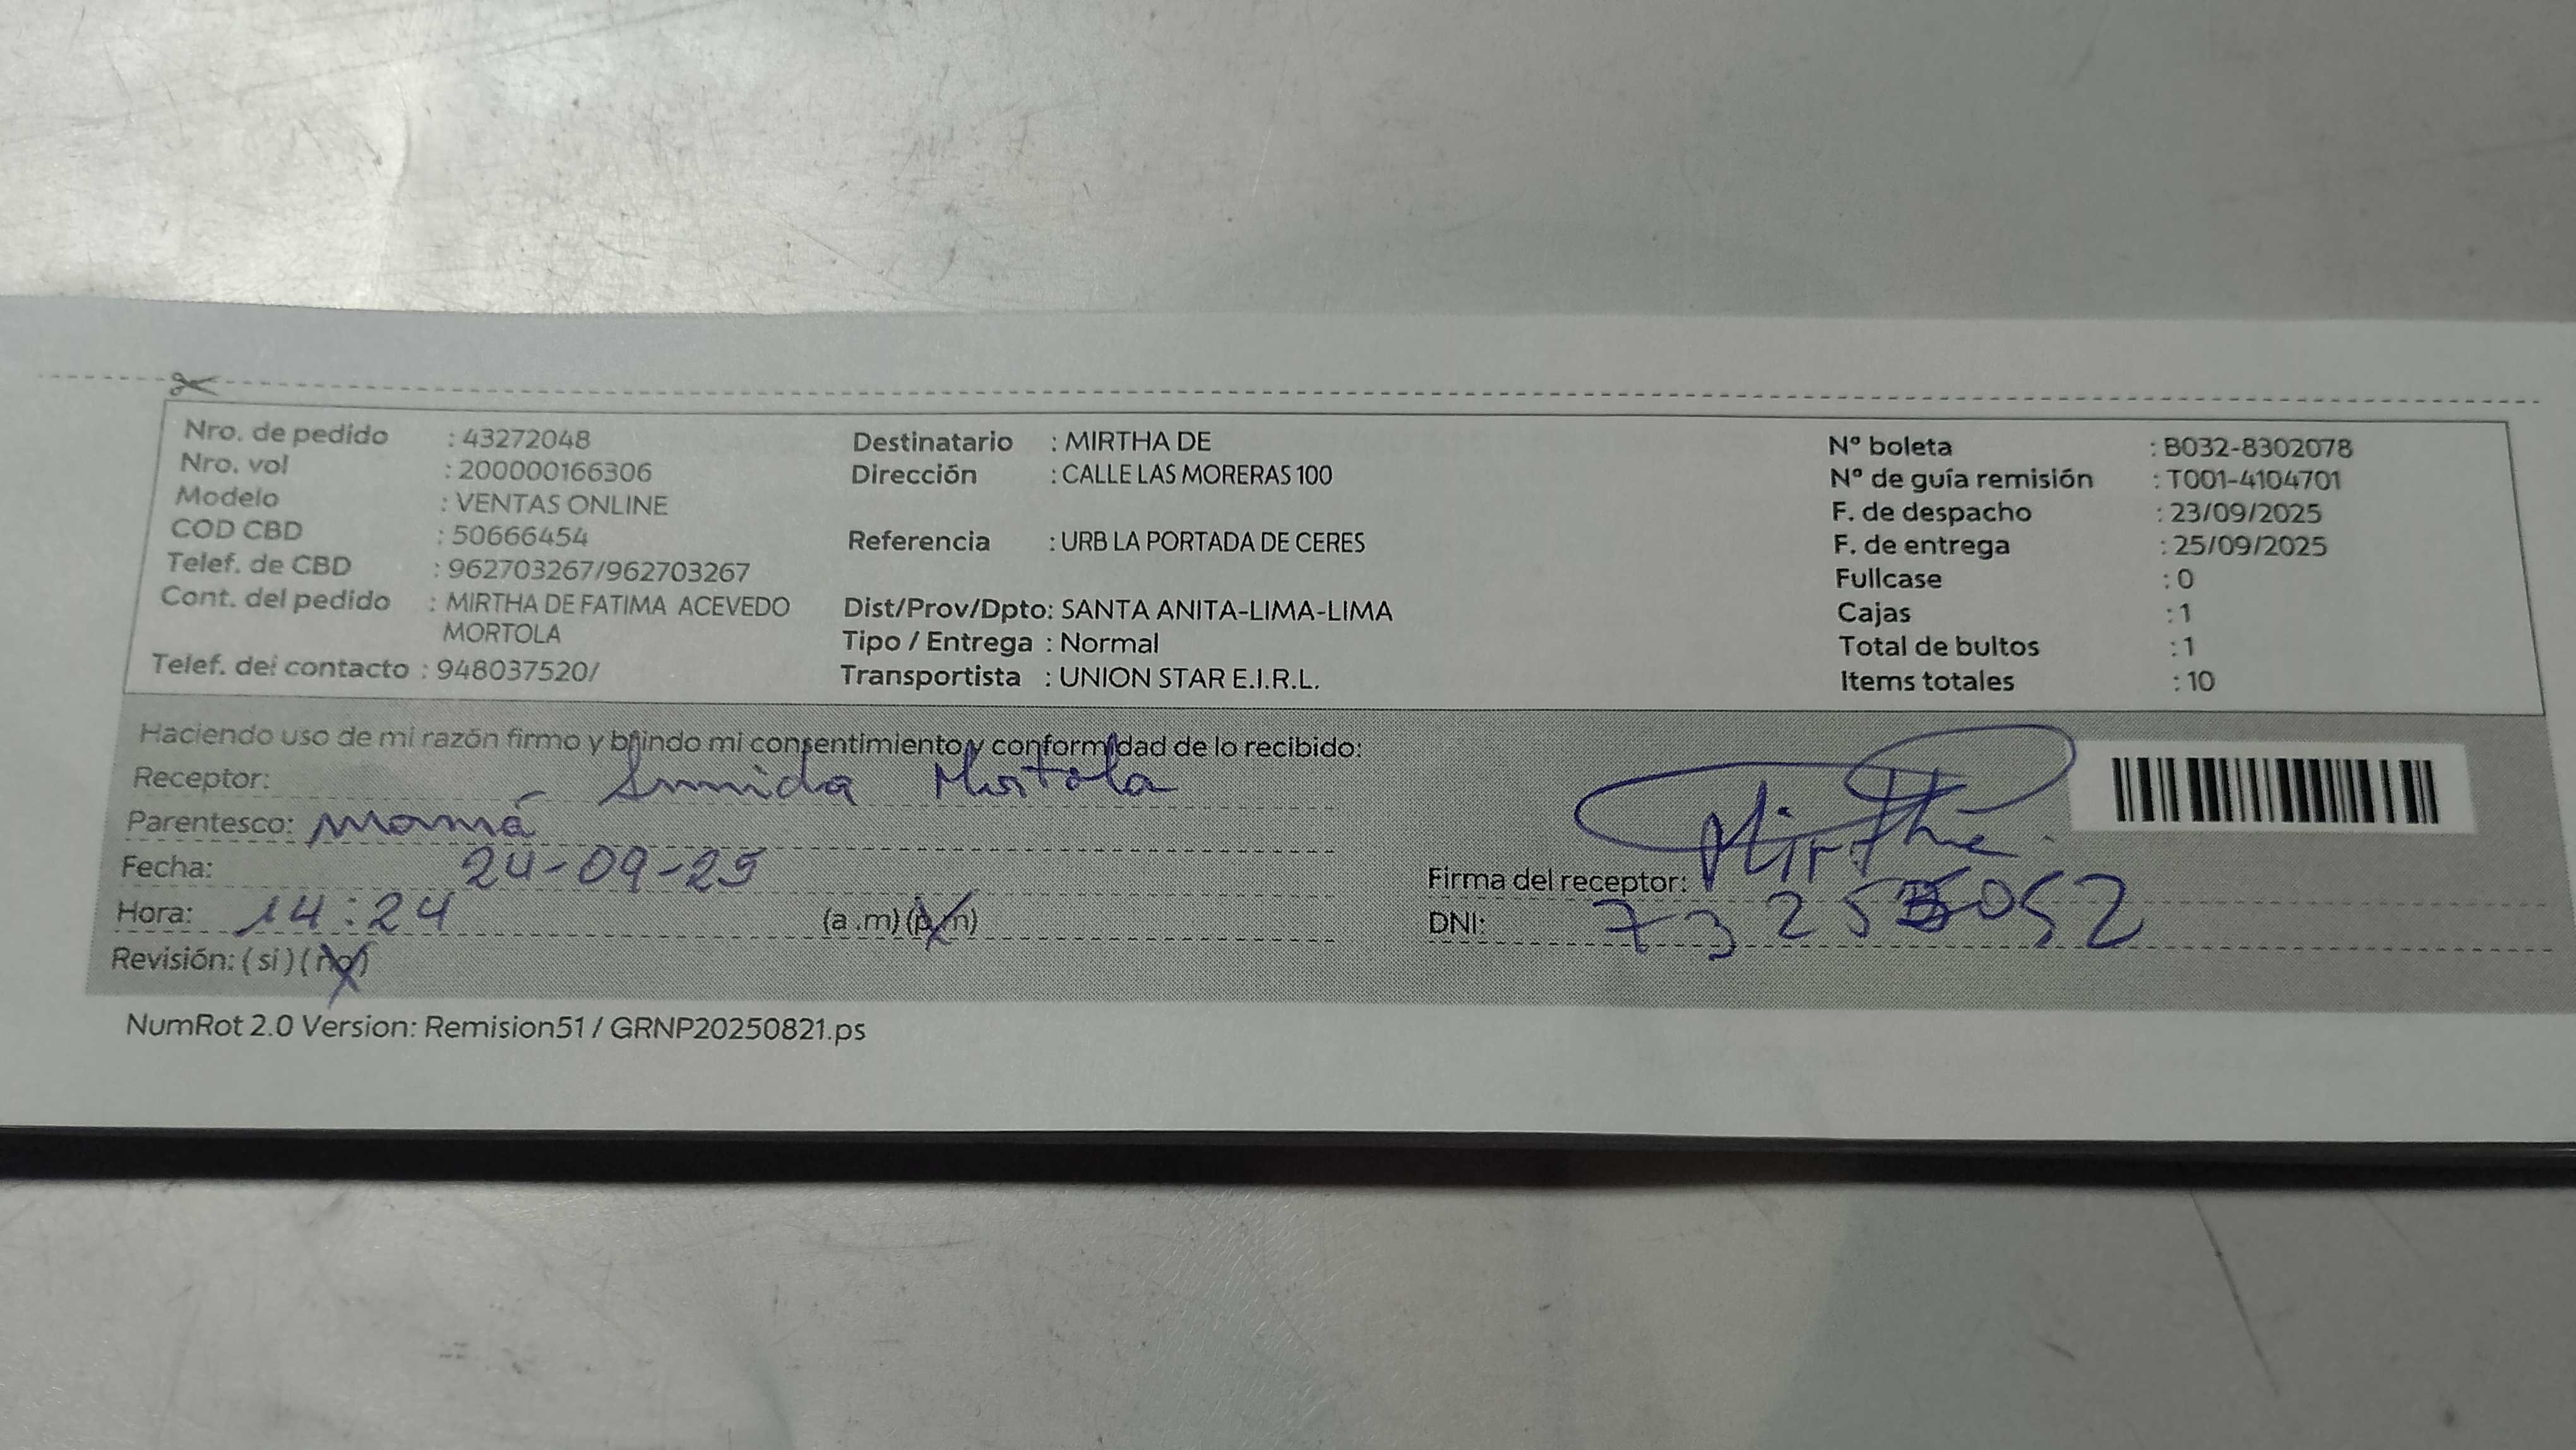 Nro. de pedido : 43272048
Nro. vol : 200000166306
Modelo : VENTAS ONLINE
COD CBD : 50666454
Telef. de CBD : 962703267/962703267
Cont. del pedido : MIRTHA DE FATIMA ACEVEDO
MORTOLA
Telef. del contacto : 948037520/
Destinatario : MIRTHA DE
Dirección : CALLE LAS MORERAS 100
Referencia : URB LA PORTADA DE CERES
Dist/Prov/Dpto: SANTA ANITA-LIMA-LIMA
Tipo / Entrega : Normal
Transportista : UNION STAR E.I.R.L.
Nº boleta : B032-8302078
Nº de guía remisión : T001-4104701
F. de despacho : 23/09/2025
F. de entrega : 25/09/2025
Fullcase : 0
Cajas : 1
Total de bultos : 1
Items totales : 10
Haciendo uso de mi razón firmo y brindo mi consentimiento y conformidad de lo recibido:
Receptor: Mortola
Parentesco: mamá
Fecha: 24-09-25
Hora: 14:24 (a .m) (p.m)
Revisión: ( si ) ( no )
Firma del receptor:
DNI:
NumRot 2.0 Version: Remision51 / GRNP20250821.ps